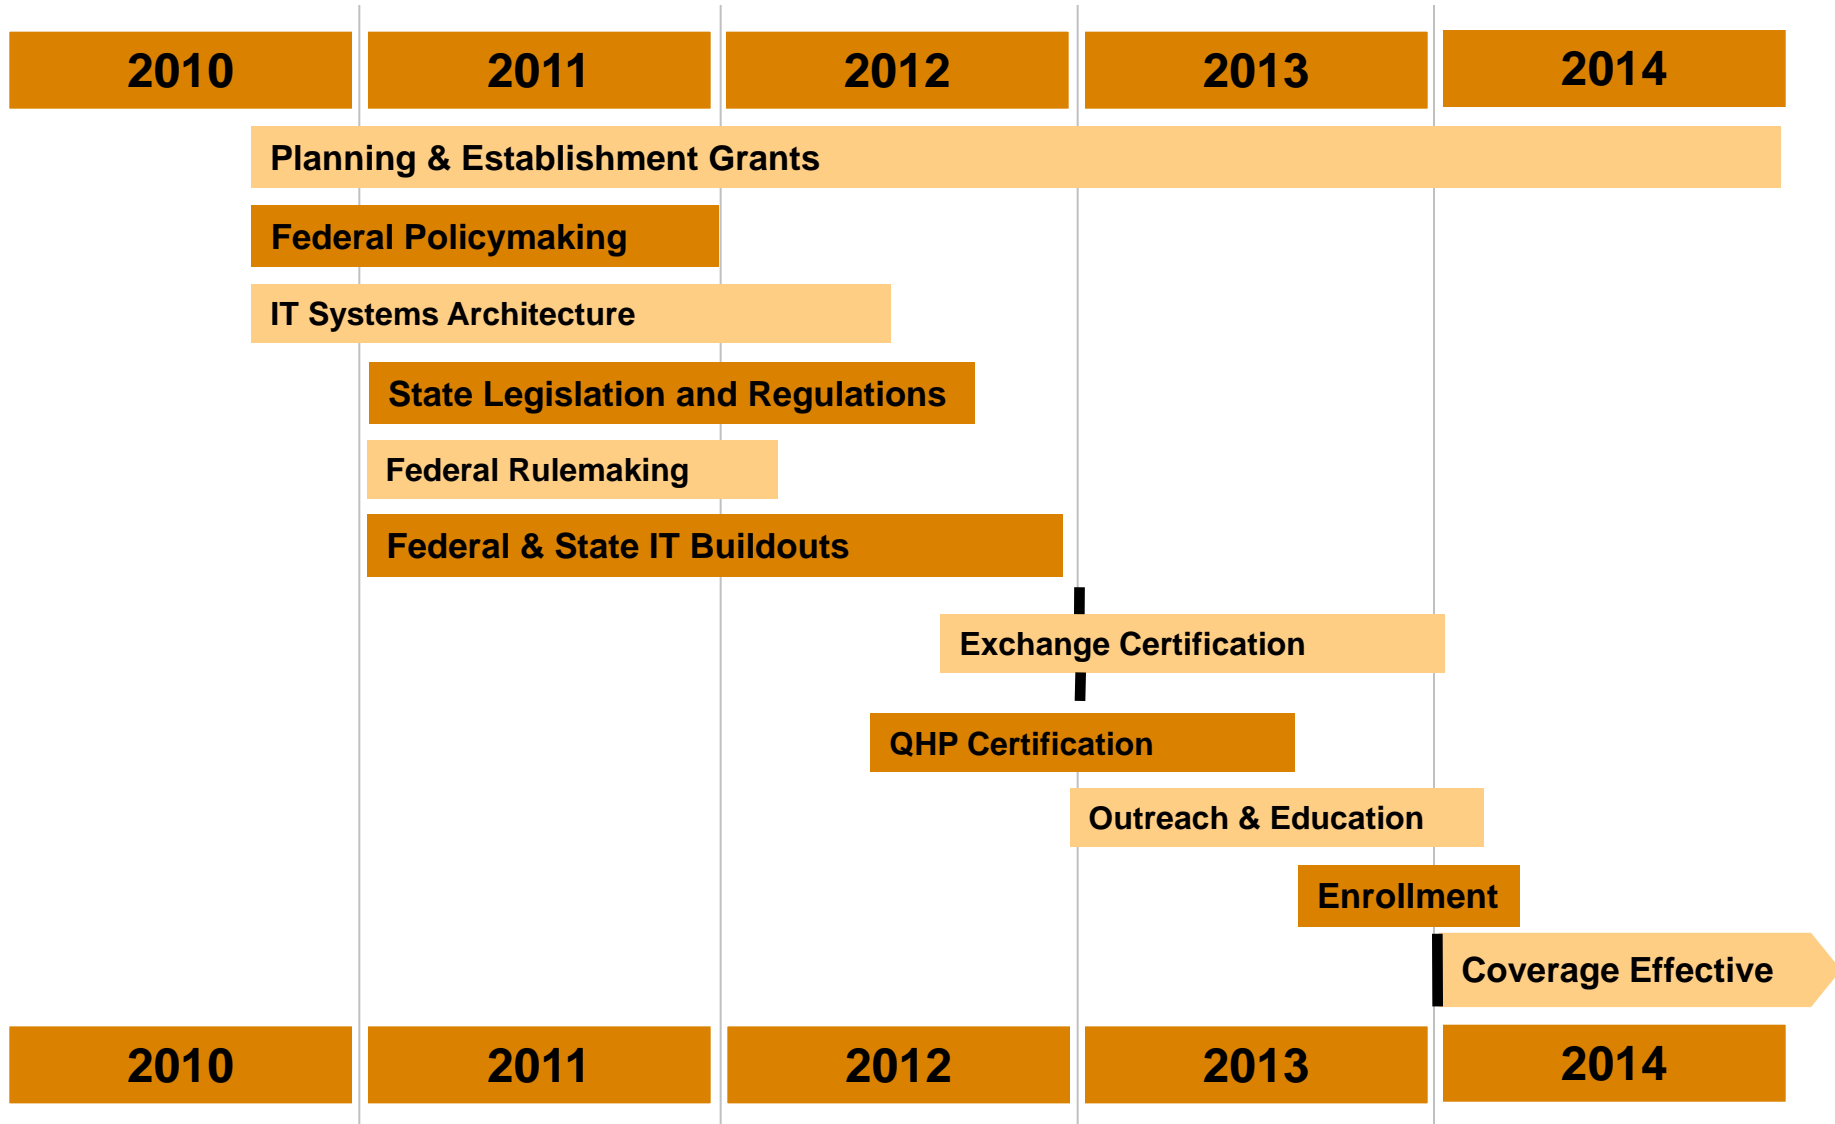 2010 2011 2012 2013 2014
Planning & Establishment Grants
Federal Policymaking
IT Systems Architecture
State Legislation and Regulations
Federal Rulemaking
Federal & State IT Buildouts
Exchange Certification
QHP Certification
Outreach & Education
Enrollment
Coverage Effective
2010 2011 2012 2013 2014